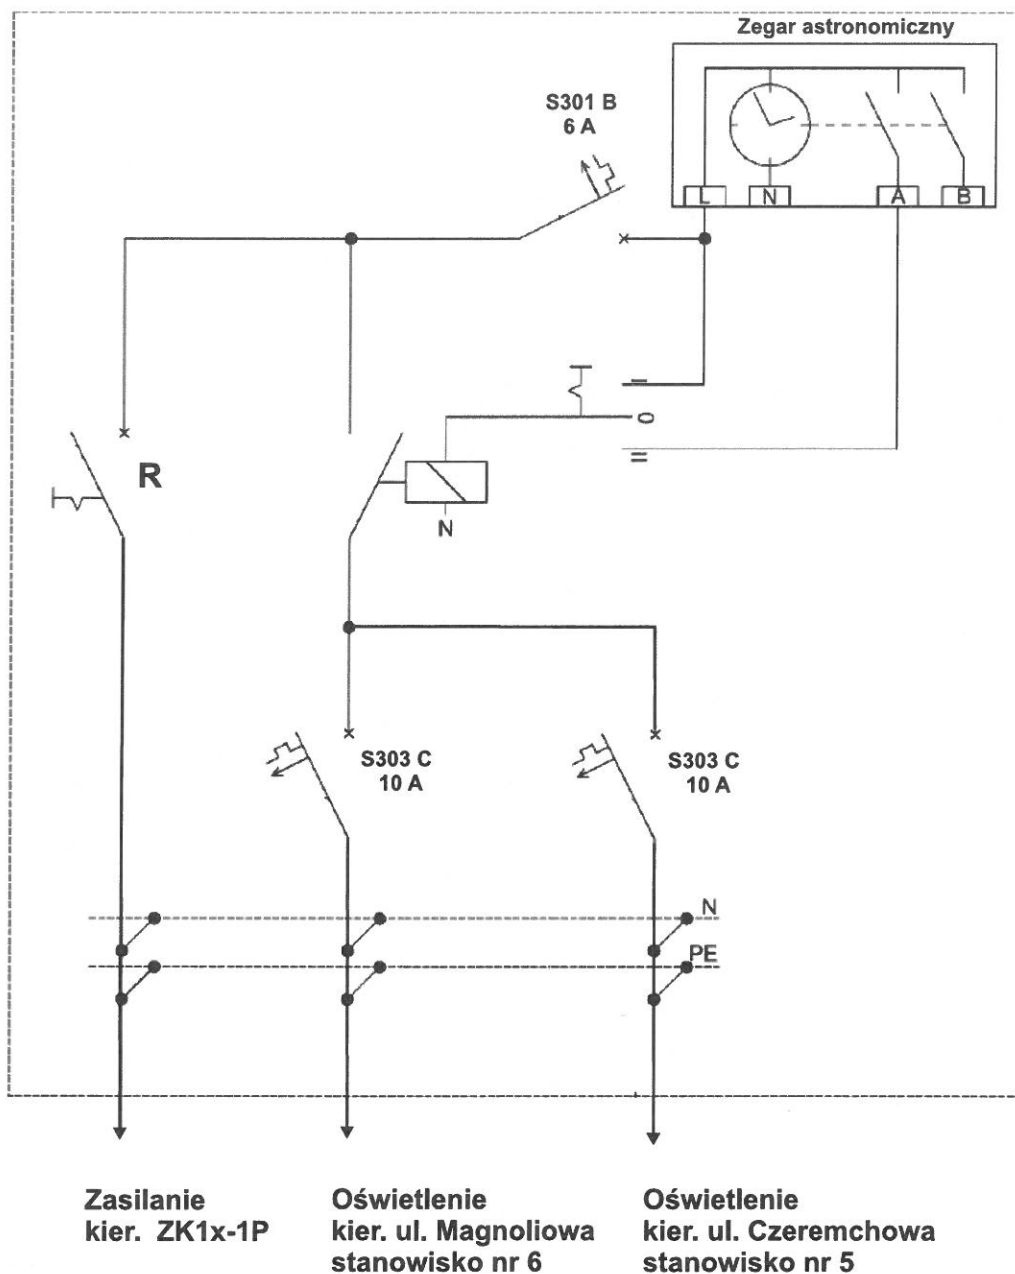 Zegar astronomiczny
S301 B
6 A
L N A B
I
0
II
R
N
S303 C
10 A
S303 C
10 A
N
PE
Zasilanie
kier. ZK1x-1P
Oświetlenie
kier. ul. Magnoliowa
stanowisko nr 6
Oświetlenie
kier. ul. Czeremchowa
stanowisko nr 5